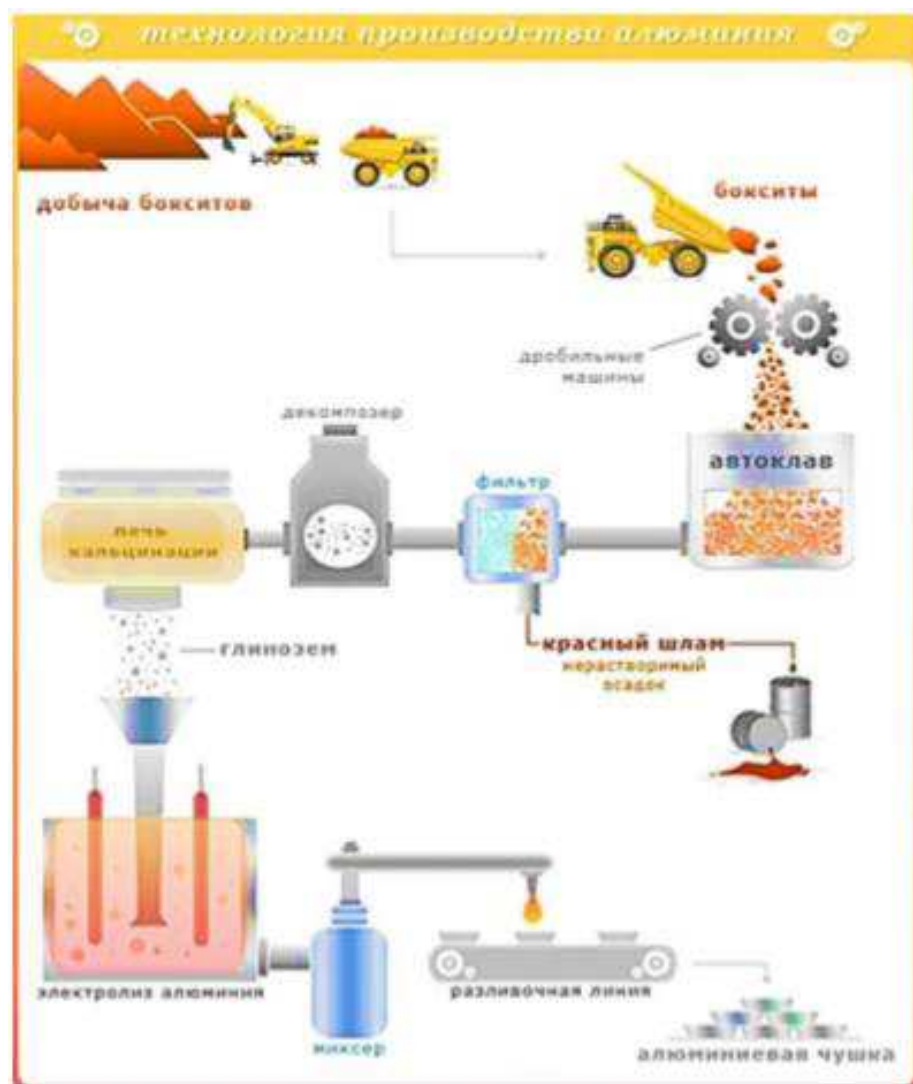 технология производства алюминия
добыча бокситов
бокситы
дробильные
машины
автоклав
фильтр
декомпозер
печь
кальцинации
красный шлам
нерастворимый
осадок
глинозем
электролиз алюминия
миксер
разливочная линия
алюминиевая чушка